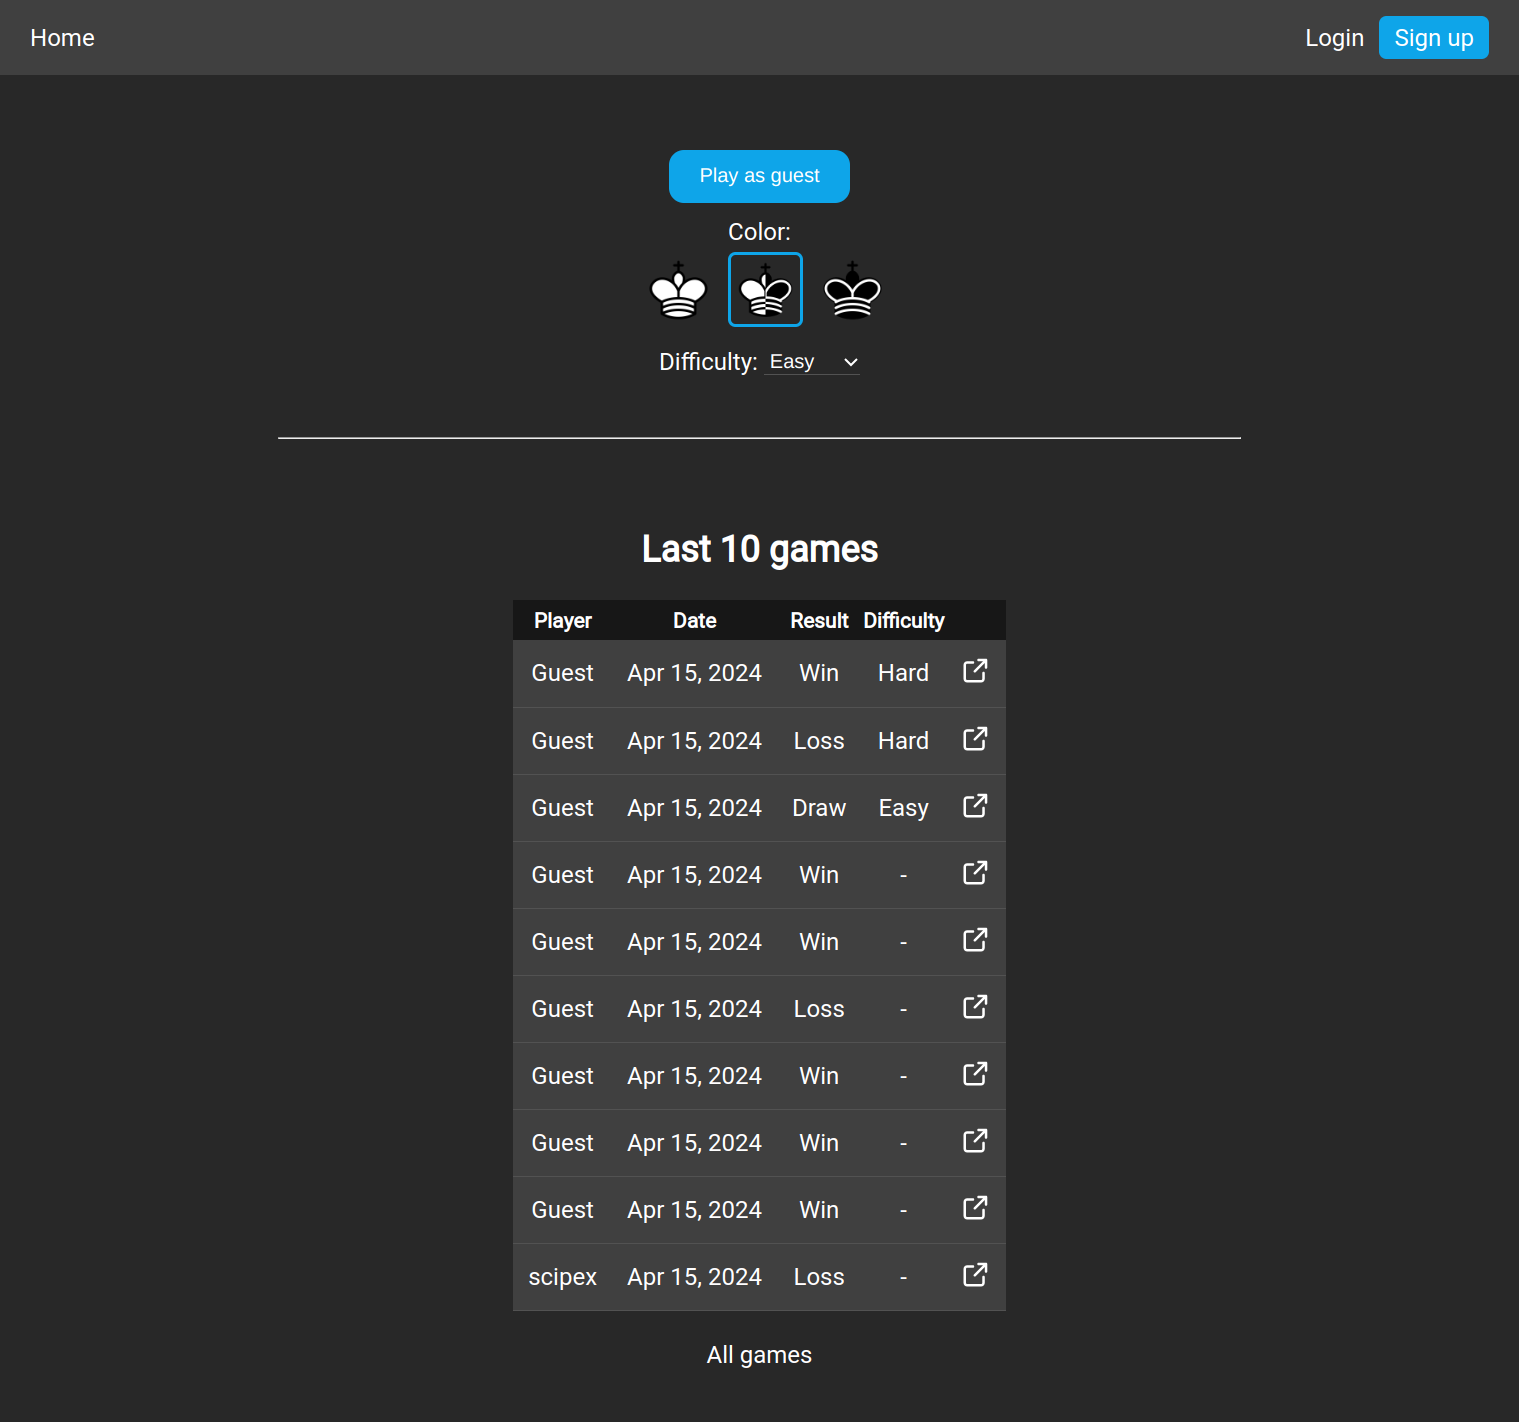 Home Login Sign up
Play as guest
Color:
Difficulty: Easy
Last 10 games
Player Date Result Difficulty
Guest Apr 15, 2024 Win Hard
Guest Apr 15, 2024 Loss Hard
Guest Apr 15, 2024 Draw Easy
Guest Apr 15, 2024 Win -
Guest Apr 15, 2024 Win -
Guest Apr 15, 2024 Loss -
Guest Apr 15, 2024 Win -
Guest Apr 15, 2024 Win -
Guest Apr 15, 2024 Win -
scipex Apr 15, 2024 Loss -
All games